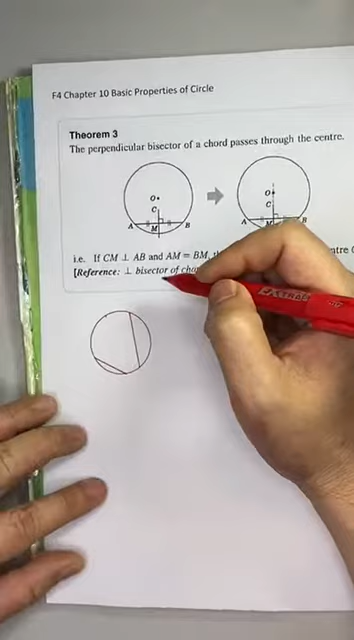 F4 Chapter 10 Basic Properties of Circle
Theorem 3
The perpendicular bisector of a chord passes through the centre.
O O
C C
A M B A M B
i.e. If CM ⊥ AB and AM = BM,
[Reference: ⊥ bisector of